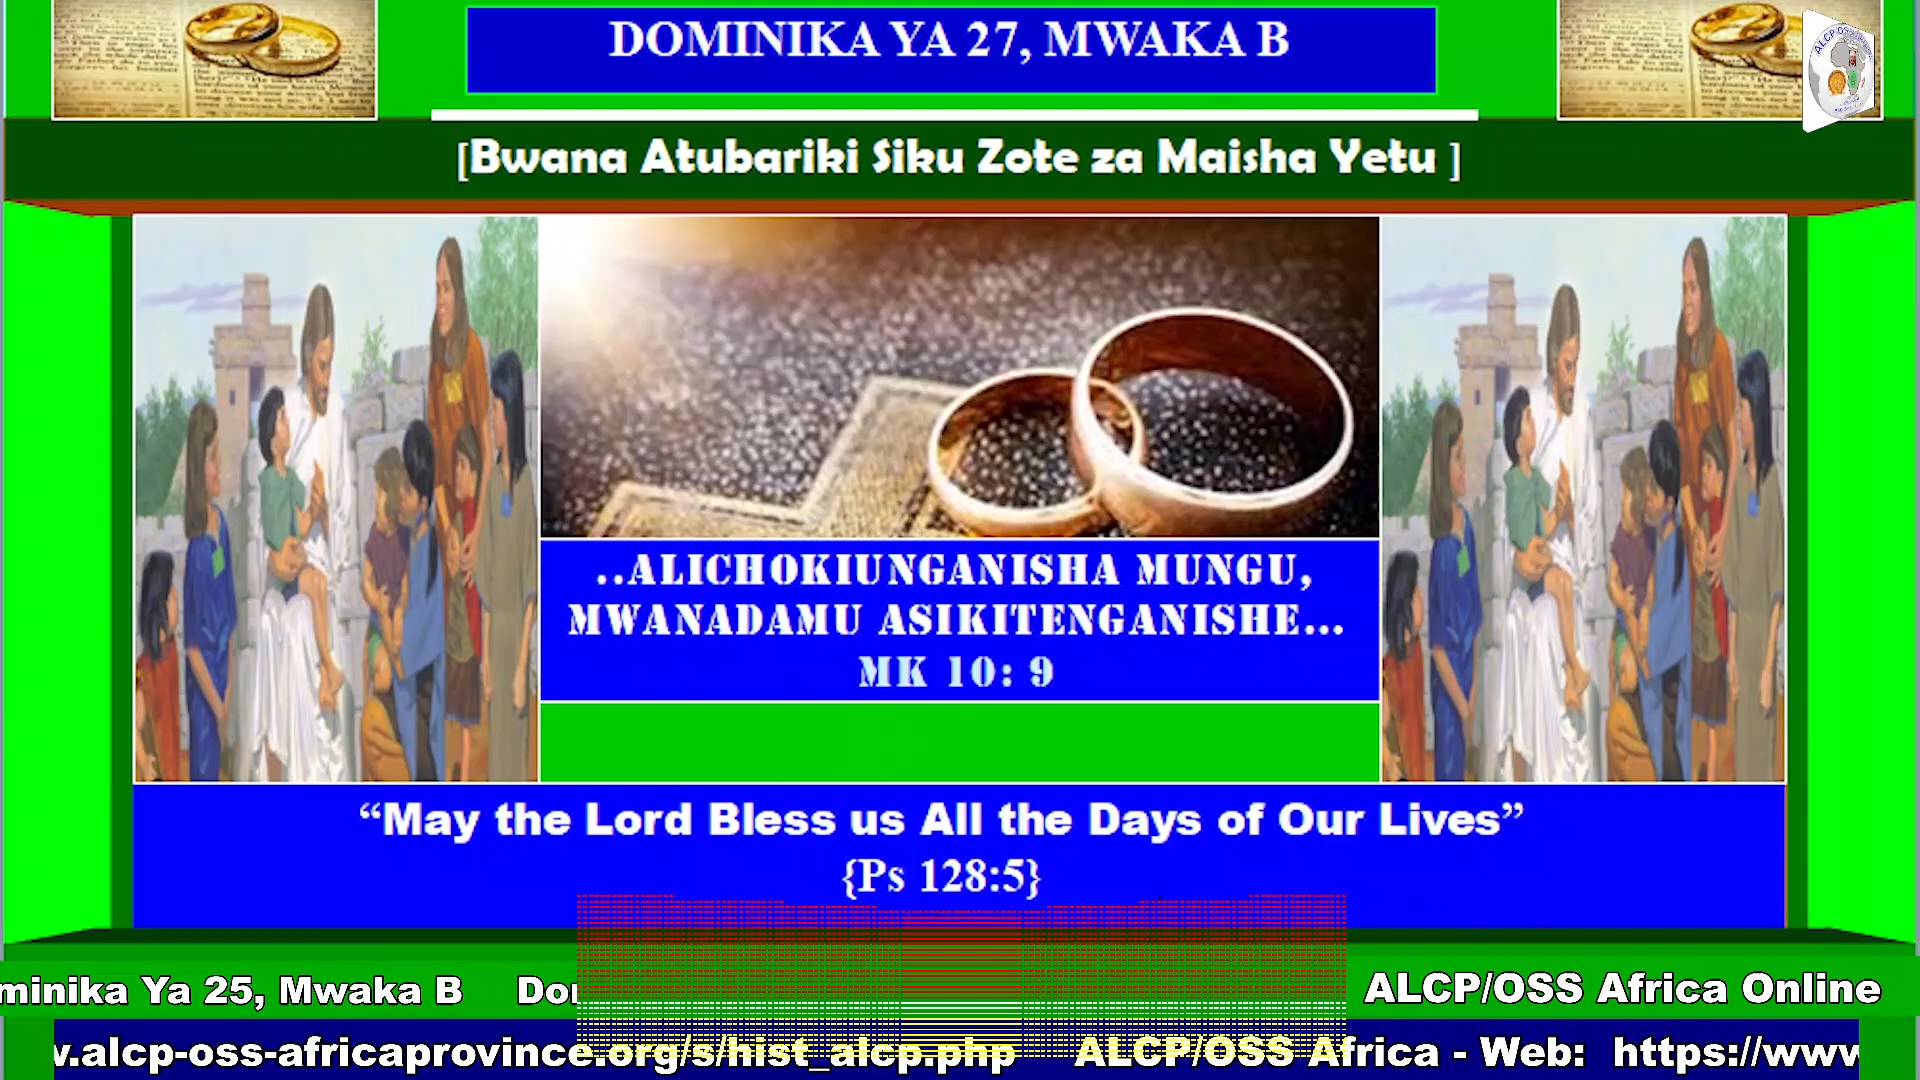 DOMINIKA YA 27, MWAKA B
[Bwana Atubariki Siku Zote za Maisha Yetu ]
..ALICHOKIUNGANISHA MUNGU,
MWANADAMU ASIKITENGANISHE...
MK 10: 9
“May the Lord Bless us All the Days of Our Lives”
{Ps 128:5}
minika Ya 25, Mwaka B Dor
ALCP/OSS Africa Online
v.alcp-oss-africaprovince.org/s/hist_alcp.php ALCP/OSS Africa - Web: https://www